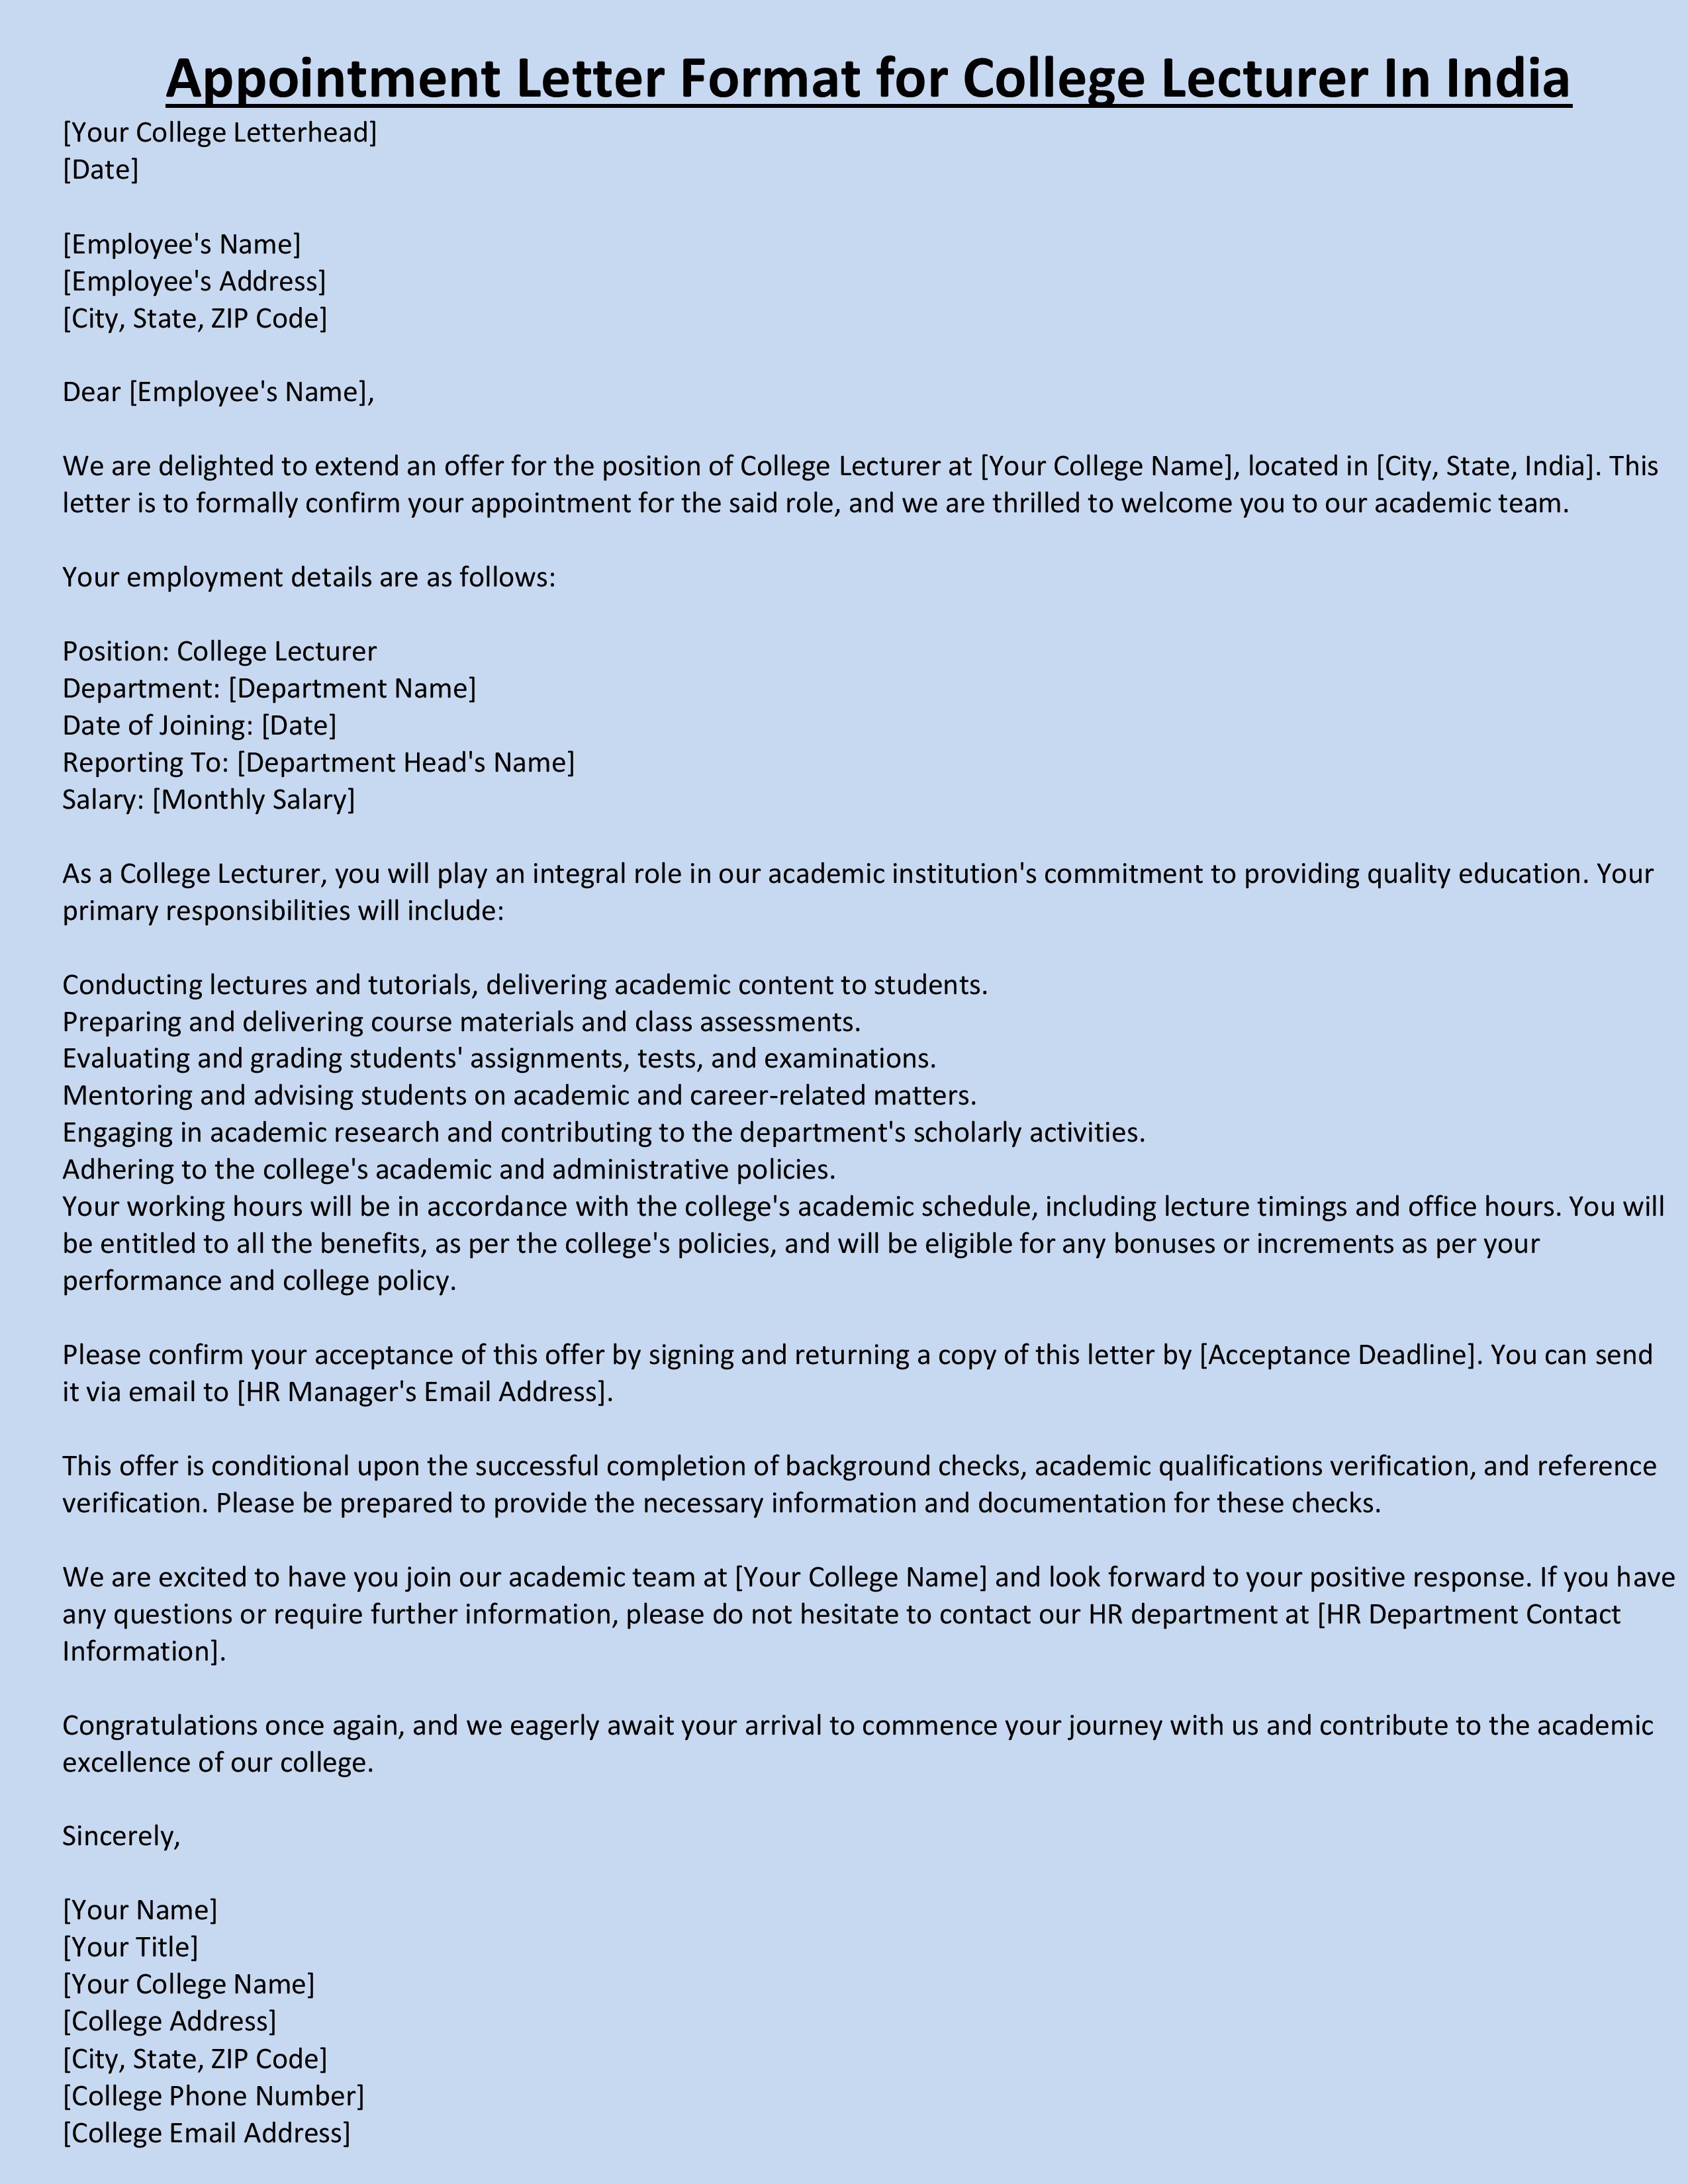 Appointment Letter Format for College Lecturer In India
[Your College Letterhead]
[Date]
[Employee's Name]
[Employee's Address]
[City, State, ZIP Code]
Dear [Employee's Name],
We are delighted to extend an offer for the position of College Lecturer at [Your College Name], located in [City, State, India]. This
letter is to formally confirm your appointment for the said role, and we are thrilled to welcome you to our academic team.
Your employment details are as follows:
Position: College Lecturer
Department: [Department Name]
Date of Joining: [Date]
Reporting To: [Department Head's Name]
Salary: [Monthly Salary]
As a College Lecturer, you will play an integral role in our academic institution's commitment to providing quality education. Your
primary responsibilities will include:
Conducting lectures and tutorials, delivering academic content to students.
Preparing and delivering course materials and class assessments.
Evaluating and grading students' assignments, tests, and examinations.
Mentoring and advising students on academic and career-related matters.
Engaging in academic research and contributing to the department's scholarly activities.
Adhering to the college's academic and administrative policies.
Your working hours will be in accordance with the college's academic schedule, including lecture timings and office hours. You will
be entitled to all the benefits, as per the college's policies, and will be eligible for any bonuses or increments as per your
performance and college policy.
Please confirm your acceptance of this offer by signing and returning a copy of this letter by [Acceptance Deadline]. You can send
it via email to [HR Manager's Email Address].
This offer is conditional upon the successful completion of background checks, academic qualifications verification, and reference
verification. Please be prepared to provide the necessary information and documentation for these checks.
We are excited to have you join our academic team at [Your College Name] and look forward to your positive response. If you have
any questions or require further information, please do not hesitate to contact our HR department at [HR Department Contact
Information].
Congratulations once again, and we eagerly await your arrival to commence your journey with us and contribute to the academic
excellence of our college.
Sincerely,
[Your Name]
[Your Title]
[Your College Name]
[College Address]
[City, State, ZIP Code]
[College Phone Number]
[College Email Address]